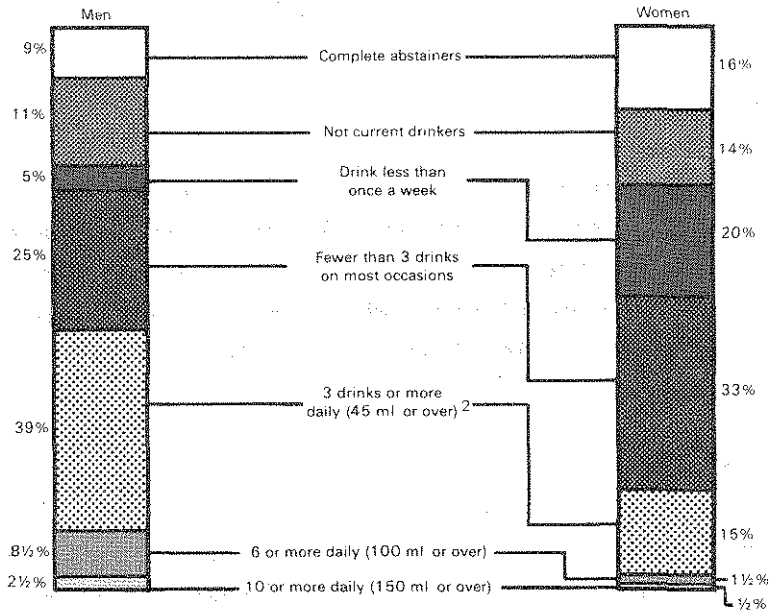 Men
Women
9%
Complete abstainers
16%
11%
Not current drinkers
14%
5%
Drink less than
once a week
20%
25%
Fewer than 3 drinks
on most occasions
33%
39%
3 drinks or more
daily (45 ml or over) 2
15%
8½%
6 or more daily (100 ml or over)
1½%
2½%
10 or more daily (150 ml or over)
½%